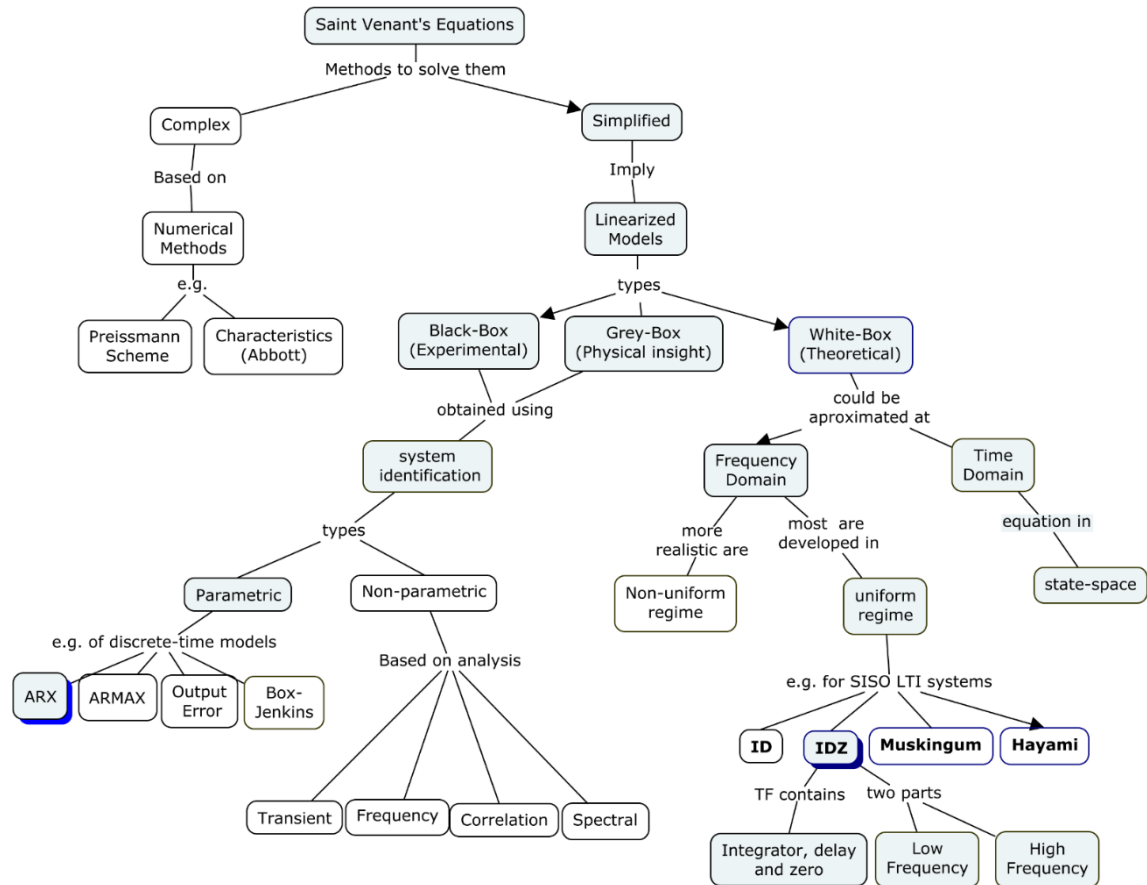 Saint Venant's Equations
Methods to solve them
Complex
Simplified
Based on
Imply
Numerical
Methods
Linearized
Models
e.g.
types
Preissmann
Scheme
Characteristics
(Abbott)
Black-Box
(Experimental)
Grey-Box
(Physical insight)
White-Box
(Theoretical)
obtained using
could be
aproximated at
system
identification
Frequency
Domain
Time
Domain
types
more
realistic are
most are
developed in
equation in
Parametric
Non-parametric
Non-uniform
regime
uniform
regime
state-space
e.g. of discrete-time models
Based on analysis
e.g. for SISO LTI systems
ARX
ARMAX
Output
Error
Box-
Jenkins
ID
IDZ
Muskingum
Hayami
TF contains
two parts
Transient
Frequency
Correlation
Spectral
Integrator, delay
and zero
Low
Frequency
High
Frequency